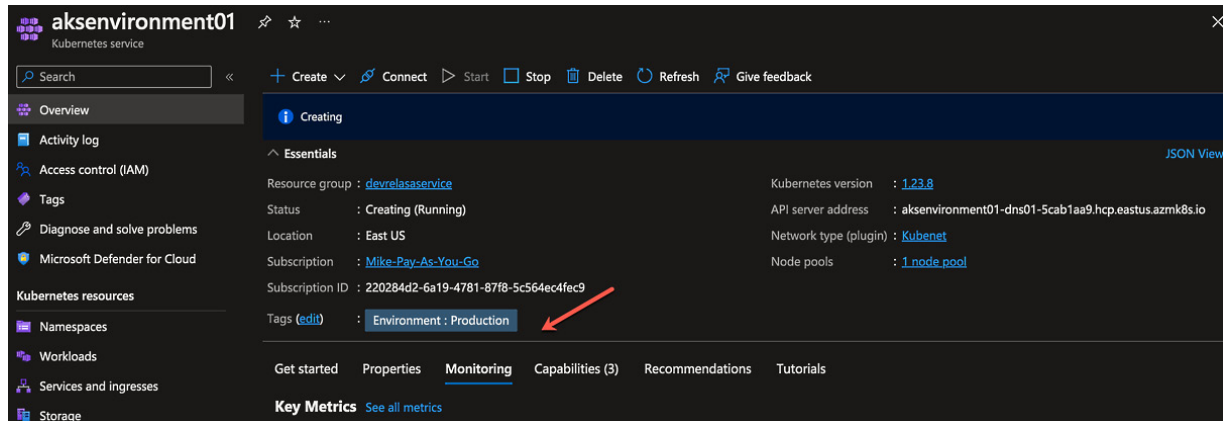 aksenvironment01
Kubernetes service
Search
Create Connect Start Stop Delete Refresh Give feedback
Overview
Activity log
Access control (IAM)
Tags
Diagnose and solve problems
Microsoft Defender for Cloud
Kubernetes resources
Namespaces
Workloads
Services and ingresses
Storage
Creating
Essentials
JSON View
Resource group : devrelasaservice
Status : Creating (Running)
Location : East US
Subscription : Mike-Pay-As-You-Go
Subscription ID : 220284d2-6a19-4781-87f8-5c564ec4fec9
Tags (edit) : Environment : Production
Kubernetes version : 1.23.8
API server address : aksenvironment01-dns01-5cab1aa9.hcp.eastus.azmk8s.io
Network type (plugin) : Kubenet
Node pools : 1 node pool
Get started Properties Monitoring Capabilities (3) Recommendations Tutorials
Key Metrics See all metrics